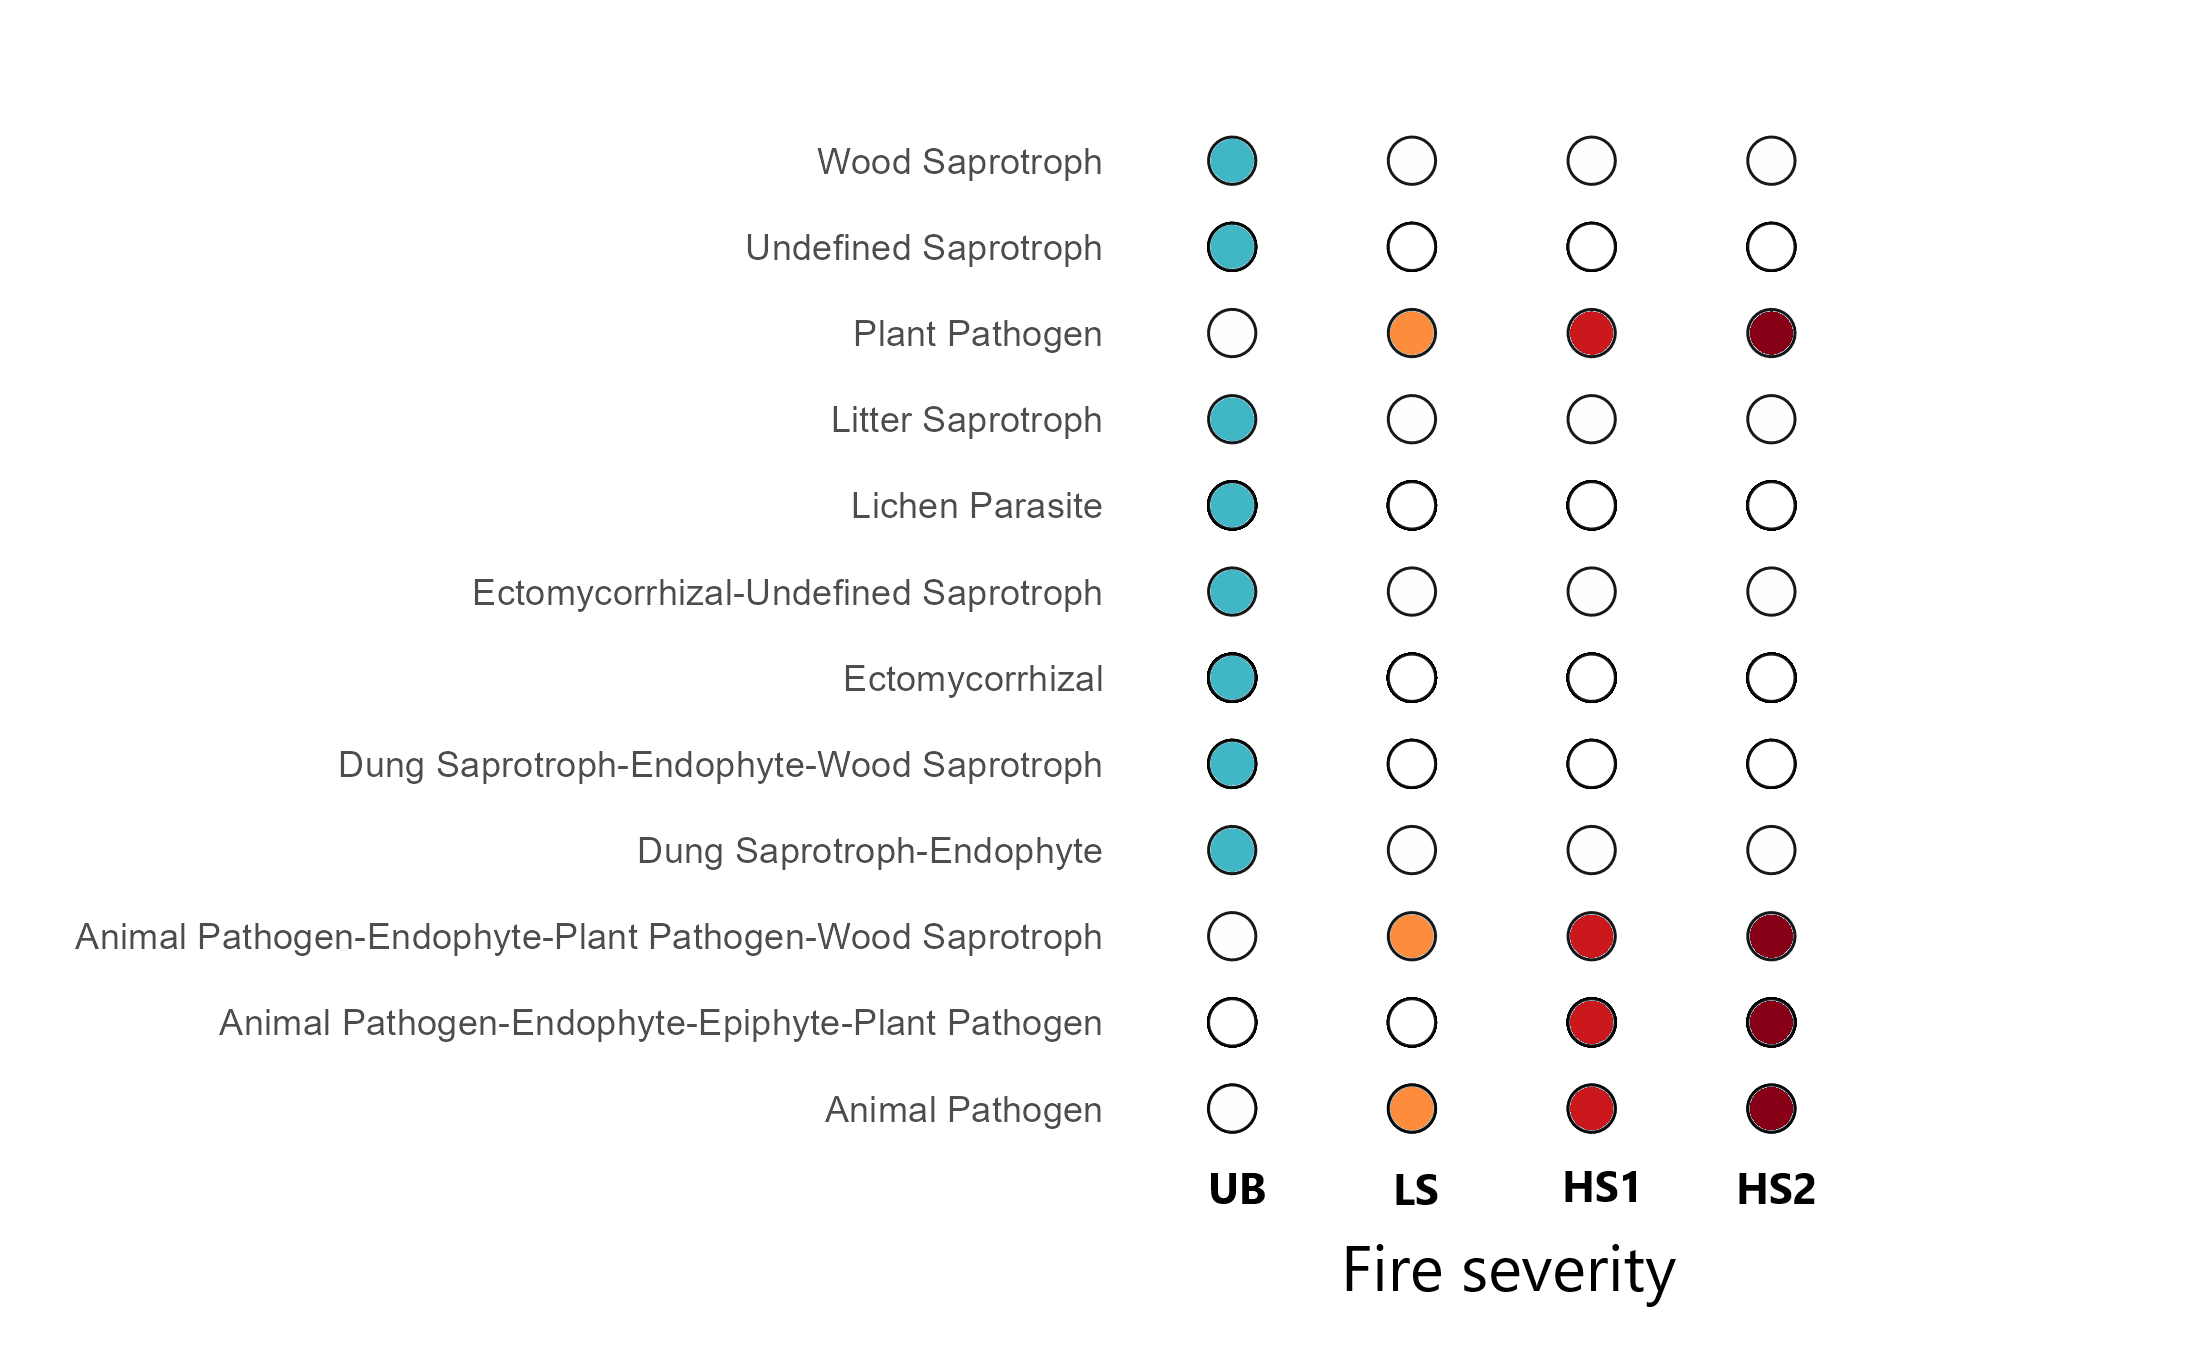 Wood Saprotroph
Undefined Saprotroph
Plant Pathogen
Litter Saprotroph
Lichen Parasite
Ectomycorrhizal-Undefined Saprotroph
Ectomycorrhizal
Dung Saprotroph-Endophyte-Wood Saprotroph
Dung Saprotroph-Endophyte
Animal Pathogen-Endophyte-Plant Pathogen-Wood Saprotroph
Animal Pathogen-Endophyte-Epiphyte-Plant Pathogen
Animal Pathogen
UB LS HS1 HS2
Fire severity